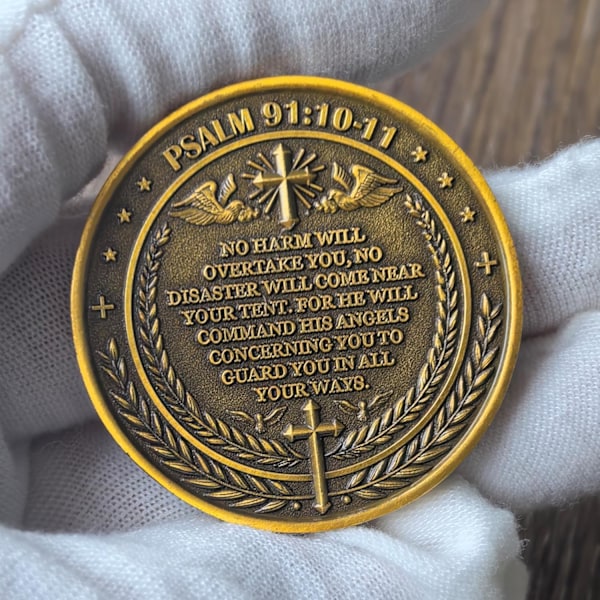 PSALM 91:10-11
NO HARM WILL
OVERTAKE YOU, NO
DISASTER WILL COME NEAR
YOUR TENT. FOR HE WILL
COMMAND HIS ANGELS
CONCERNING YOU TO
GUARD YOU IN ALL
YOUR WAYS.